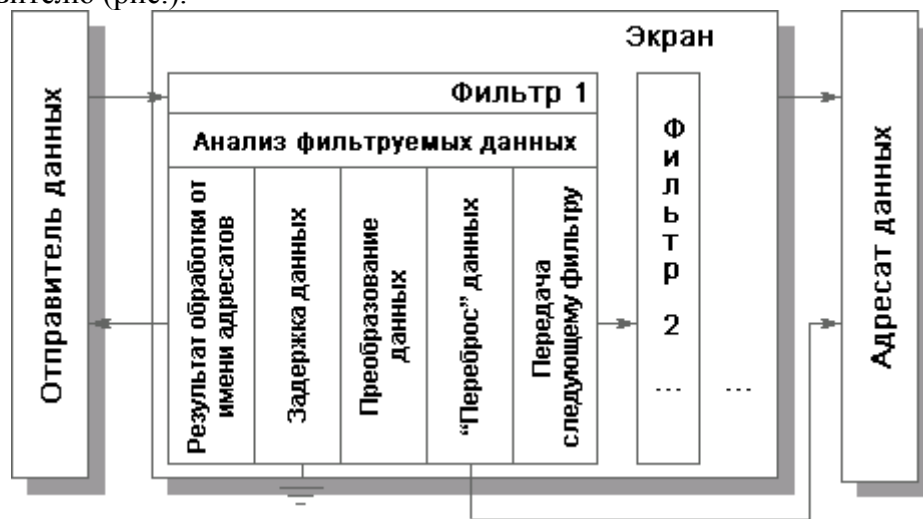 (рис.).
Экран
Отправитель данных
Фильтр 1
Анализ фильтруемых данных
Результат обработки от
имени адресатов
Задержка данных
Преобразование
данных
“Переброс” данных
Передача
следующему фильтру
Фильтр
2
...
...
Адресат данных